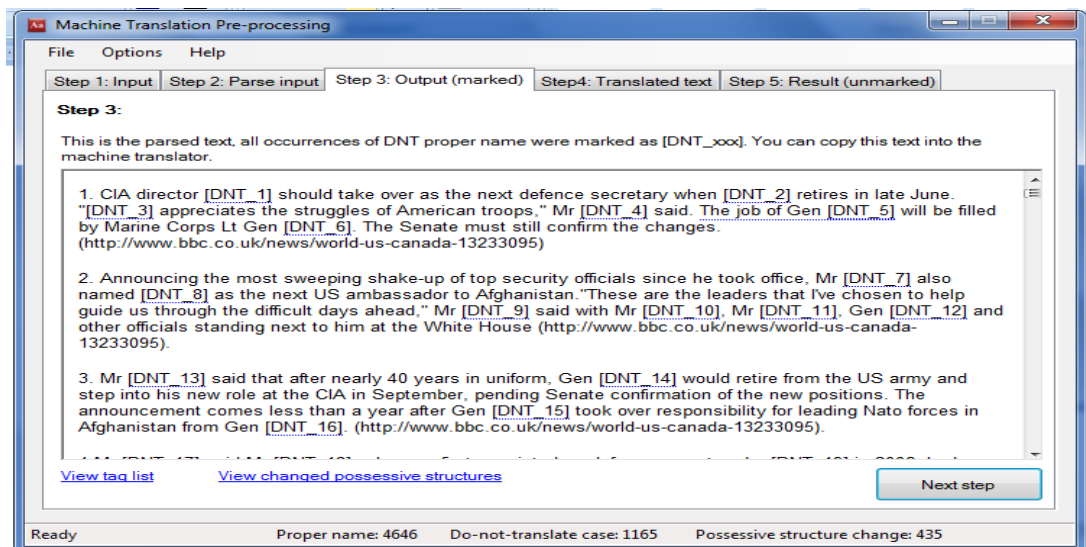 Machine Translation Pre-processing
File Options Help
Step 1: Input Step 2: Parse input Step 3: Output (marked) Step4: Translated text Step 5: Result (unmarked)
Step 3:
This is the parsed text, all occurrences of DNT proper name were marked as [DNT_xxx]. You can copy this text into the
machine translator.
1. CIA director [DNT_1] should take over as the next defence secretary when [DNT_2] retires in late June.
"[DNT_3] appreciates the struggles of American troops," Mr [DNT_4] said. The job of Gen [DNT_5] will be filled
by Marine Corps Lt Gen [DNT_6]. The Senate must still confirm the changes.
(http://www.bbc.co.uk/news/world-us-canada-13233095)
2. Announcing the most sweeping shake-up of top security officials since he took office, Mr [DNT_7] also
named [DNT_8] as the next US ambassador to Afghanistan."These are the leaders that I've chosen to help
guide us through the difficult days ahead," Mr [DNT_9] said with Mr [DNT_10], Mr [DNT_11], Gen [DNT_12] and
other officials standing next to him at the White House (http://www.bbc.co.uk/news/world-us-canada-
13233095).
3. Mr [DNT_13] said that after nearly 40 years in uniform, Gen [DNT_14] would retire from the US army and
step into his new role at the CIA in September, pending Senate confirmation of the new positions. The
announcement comes less than a year after Gen [DNT_15] took over responsibility for leading Nato forces in
Afghanistan from Gen [DNT_16]. (http://www.bbc.co.uk/news/world-us-canada-13233095).
View tag list View changed possessive structures
Next step
Ready Proper name: 4646 Do-not-translate case: 1165 Possessive structure change: 435